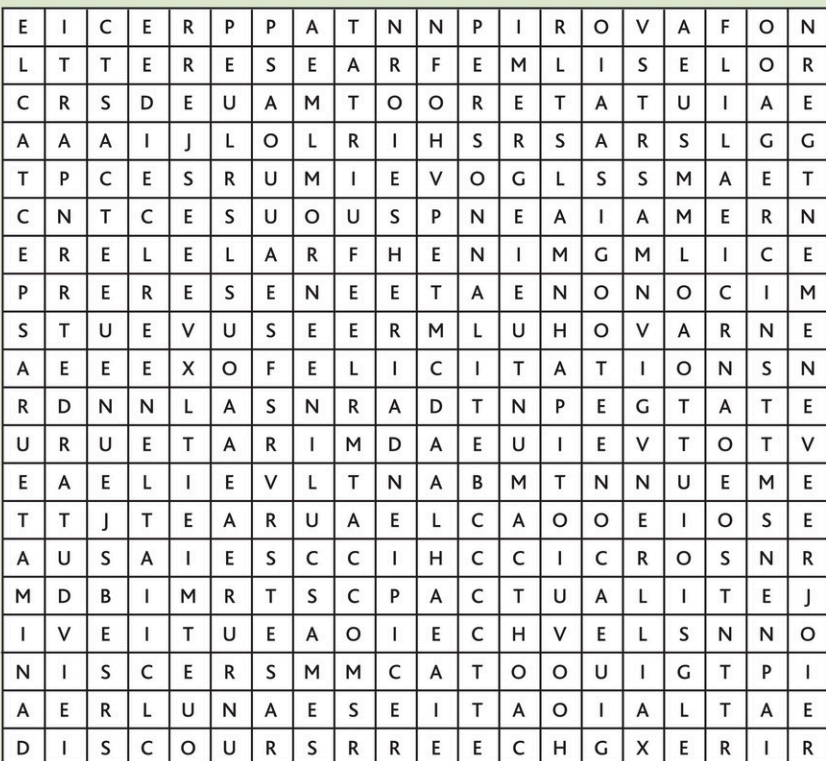 E I C E R P P A T N N P I R O V A F O N
L T T E R E S E A R F E M L I S E L O R
C R S D E U A M T O O R E T A T U I A E
A A A I J L O L R I H S R S A R S L G G
T P C E S R U M I E V O G L S S M A E T
C N T C E S U O U S P N E A I A M E R N
E R E L E L A R F H E N I M G M L I C E
P R E R E S E N E E T A E N O N O C I M
S T U E V U S E E R M L U H O V A R N E
A E E E X O F E L I C I T A T I O N S N
R D N N L A S N R A D T N P E G T A T E
U R U E T A R I M D A E U I E V T O T V
E A E L I E V L T N A B M T N N U E M E
T T J T E A R U A E L C A O O E I O S E
A U S A I E S C C I H C C I C R O S N R
M D B I M R T S C P A C T U A L I T E J
I V E I T U E A O I E C H V E L S N N O
N I S C E R S M M C A T O O U I G T P I
A E R L U N A E S E I T A O I A L T A E
D I S C O U R S R R E E C H G X E R I R